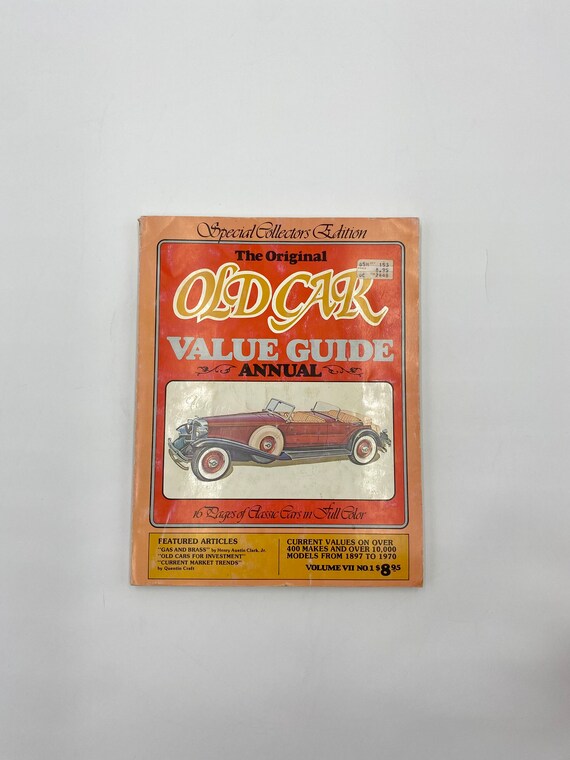 Special Collectors Edition
The Original
OLD CAR
VALUE GUIDE
ANNUAL
16 Pages of Classic Cars in Full Color
FEATURED ARTICLES
"GAS AND BRASS" by Henry Austin Clark, Jr.
"OLD CARS FOR INVESTMENT"
"CURRENT MARKET TRENDS"
by Quentin Craft
CURRENT VALUES ON OVER
400 MAKES AND OVER 10,000
MODELS FROM 1897 TO 1970
VOLUME VII NO.1 $8.95